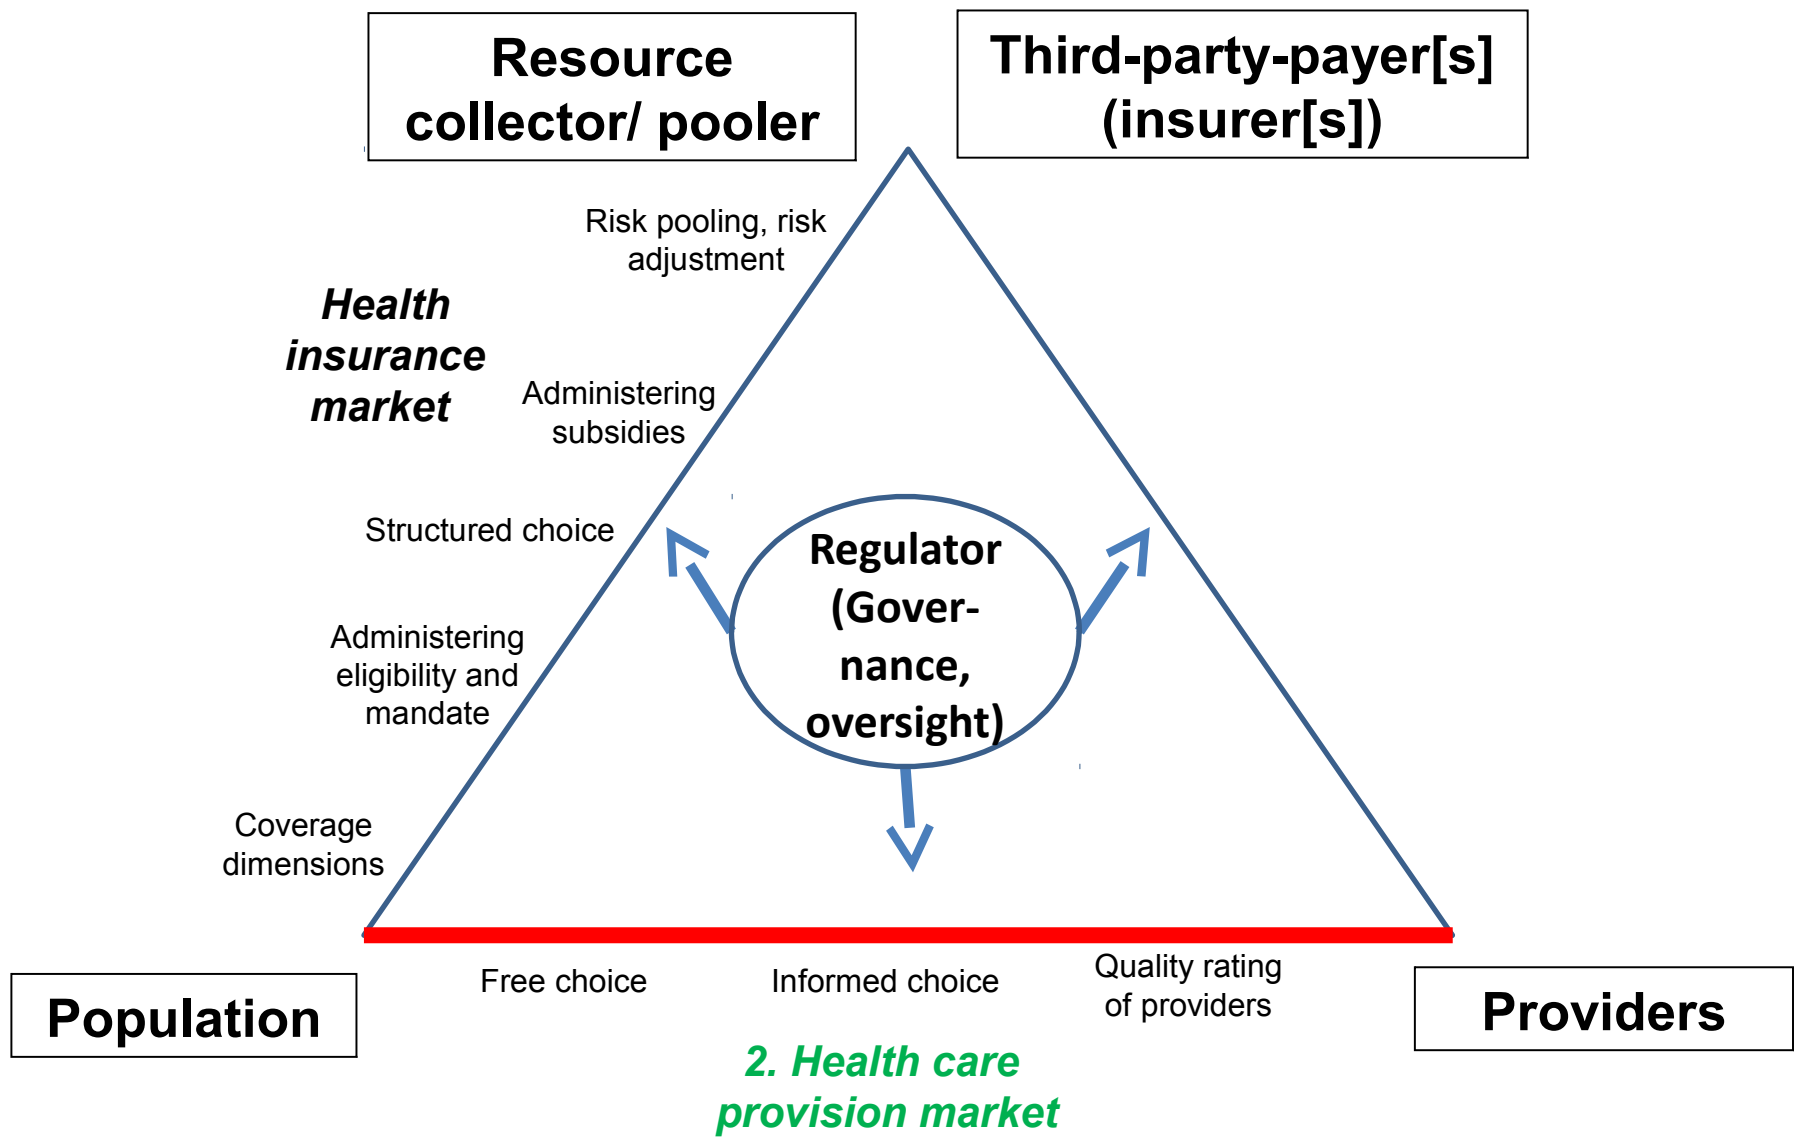 Resource
collector/ pooler
Third-party-payer[s]
(insurer[s])
Risk pooling, risk
adjustment
Health
insurance
market
Administering
subsidies
Structured choice
Regulator
(Gover-
nance,
oversight)
Administering
eligibility and
mandate
Coverage
dimensions
Population
Free choice
Informed choice
Quality rating
of providers
Providers
2. Health care
provision market